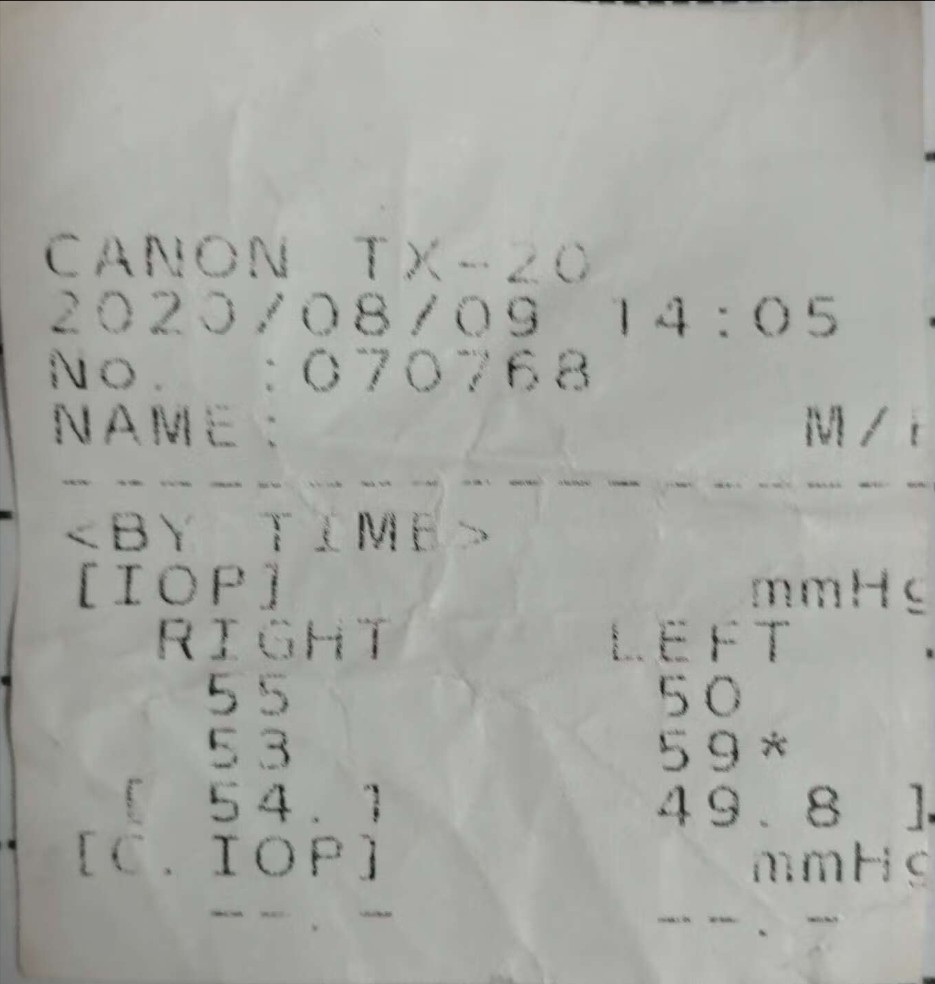 CANON TX-20
2020/08/09 14:05
No. :070768
NAME: M/F
<BY TIME>
[IOP] mmHg
RIGHT LEFT
55 50
53 59*
[ 54.1 49.8 ]
[C.IOP] mmHg
--.- --.-